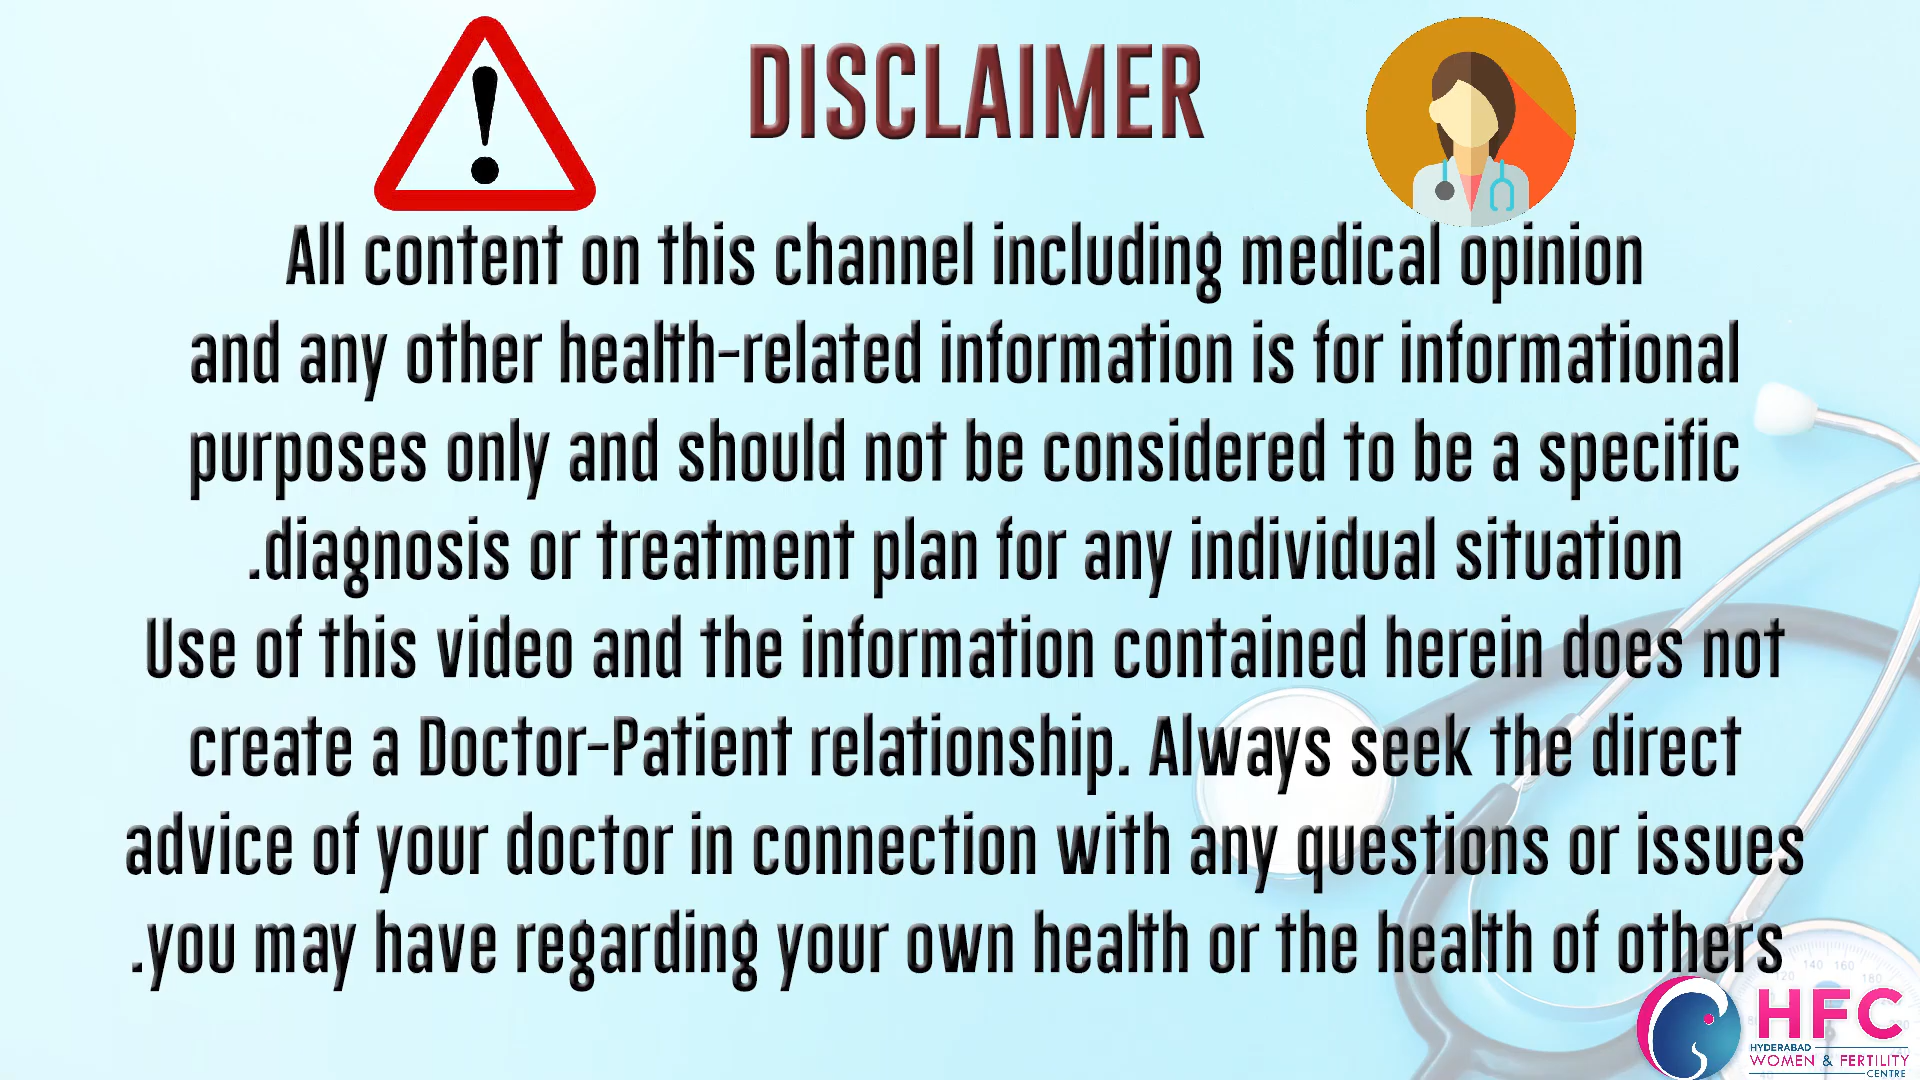 DISCLAIMER
All content on this channel including medical opinion
and any other health-related information is for informational
purposes only and should not be considered to be a specific
.diagnosis or treatment plan for any individual situation
Use of this video and the information contained herein does not
create a Doctor-Patient relationship. Always seek the direct
advice of your doctor in connection with any questions or issues
.you may have regarding your own health or the health of others
120 140 160 180
HFC
HYDERABAD
WOMEN & FERTILITY
CENTRE